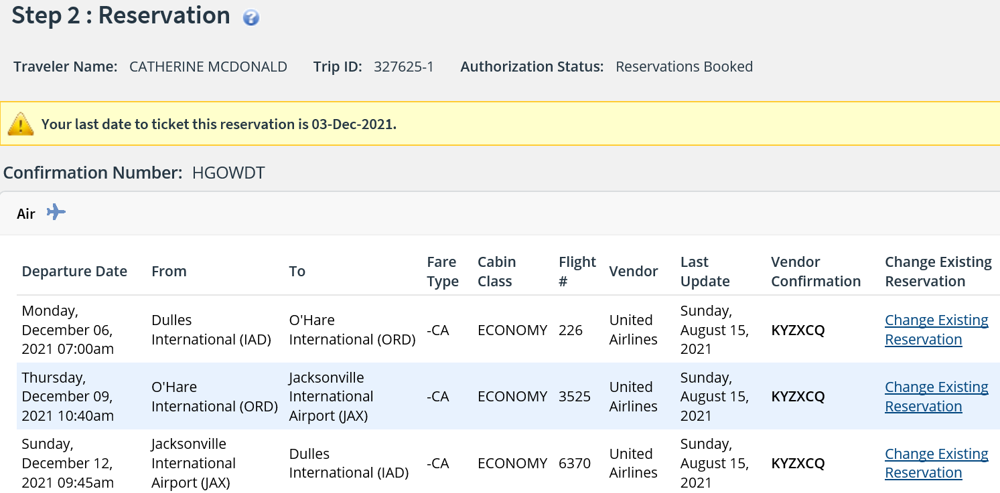 Step 2 : Reservation
Traveler Name: CATHERINE MCDONALD Trip ID: 327625-1 Authorization Status: Reservations Booked
Your last date to ticket this reservation is 03-Dec-2021.
Confirmation Number: HGOWDT
Air
Departure Date From To Fare Type Cabin Class Flight # Vendor Last Update Vendor Confirmation Change Existing Reservation
Monday, December 06, 2021 07:00am Dulles International (IAD) O'Hare International (ORD) -CA ECONOMY 226 United Airlines Sunday, August 15, 2021 KYZXCQ Change Existing Reservation
Thursday, December 09, 2021 10:40am O'Hare International (ORD) Jacksonville International Airport (JAX) -CA ECONOMY 3525 United Airlines Sunday, August 15, 2021 KYZXCQ Change Existing Reservation
Sunday, December 12, 2021 09:45am Jacksonville International Airport (JAX) Dulles International (IAD) -CA ECONOMY 6370 United Airlines Sunday, August 15, 2021 KYZXCQ Change Existing Reservation